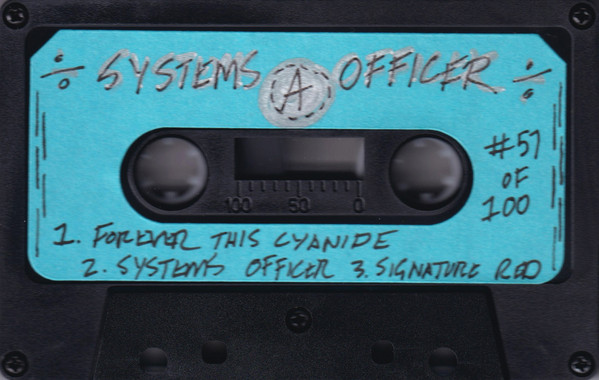 ÷ SYSTEMS A OFFICER ÷
#57
OF
100
100 50 0
1. FOREVER THIS CYANIDE
2. SYSTEMS OFFICER 3. SIGNATURE RED